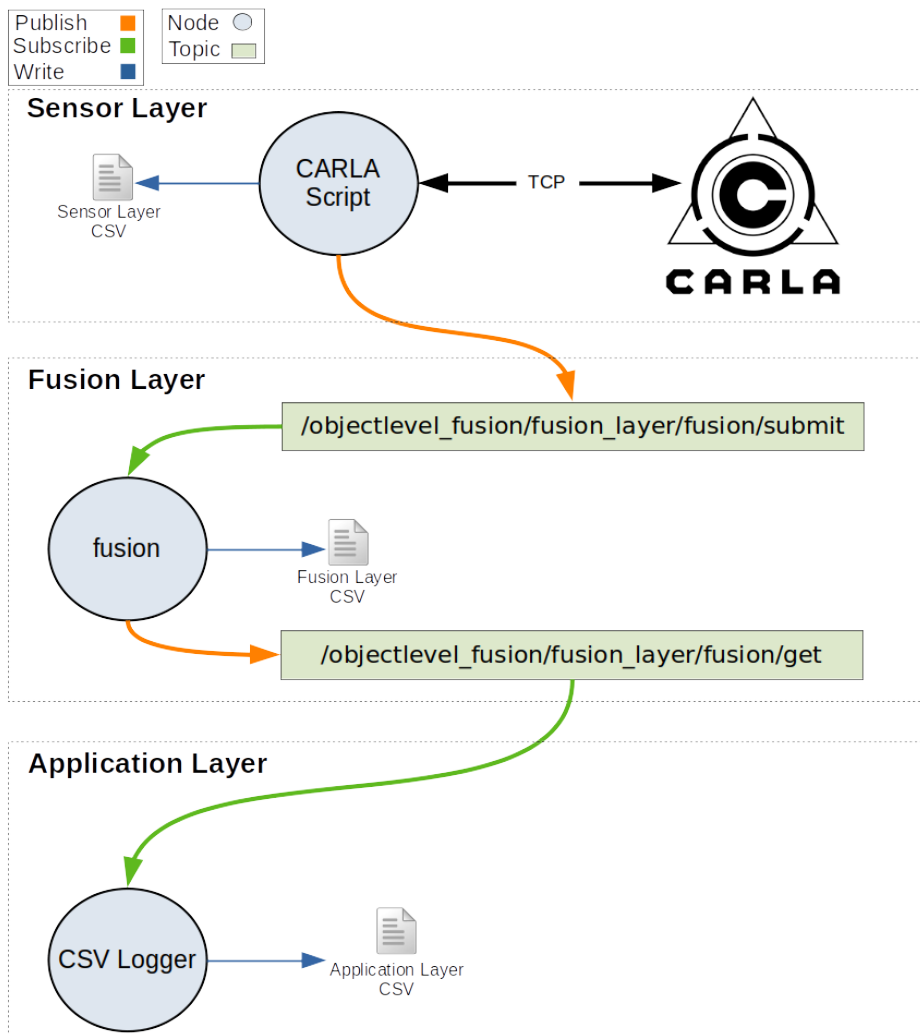 Publish
Subscribe
Write
Node
Topic
Sensor Layer
CARLA
Script
TCP
Sensor Layer
CSV
CARLA
Fusion Layer
/objectlevel_fusion/fusion_layer/fusion/submit
fusion
Fusion Layer
CSV
/objectlevel_fusion/fusion_layer/fusion/get
Application Layer
CSV Logger
Application Layer
CSV